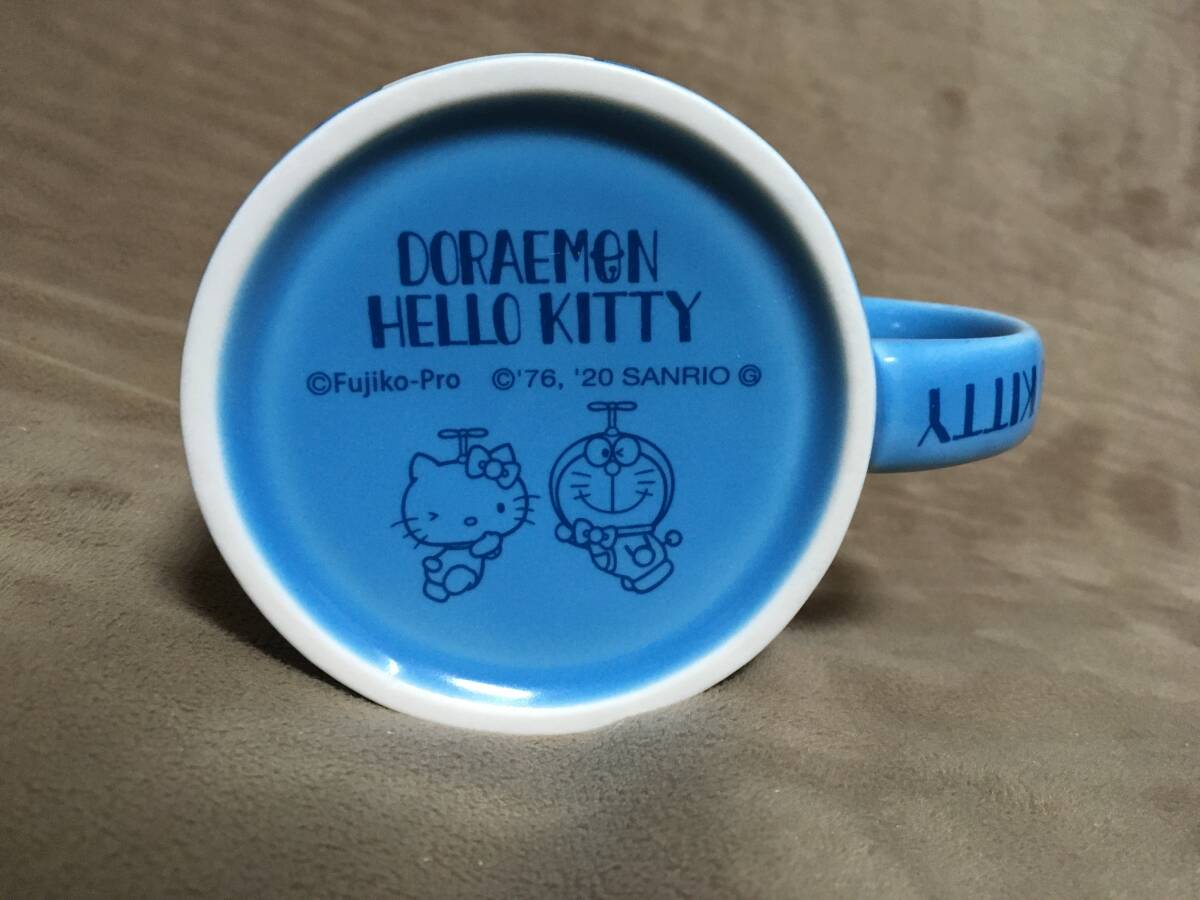 DORAEMON
HELLO KITTY
©Fujiko-Pro ©'76, '20 SANRIO Ⓖ
KITTY